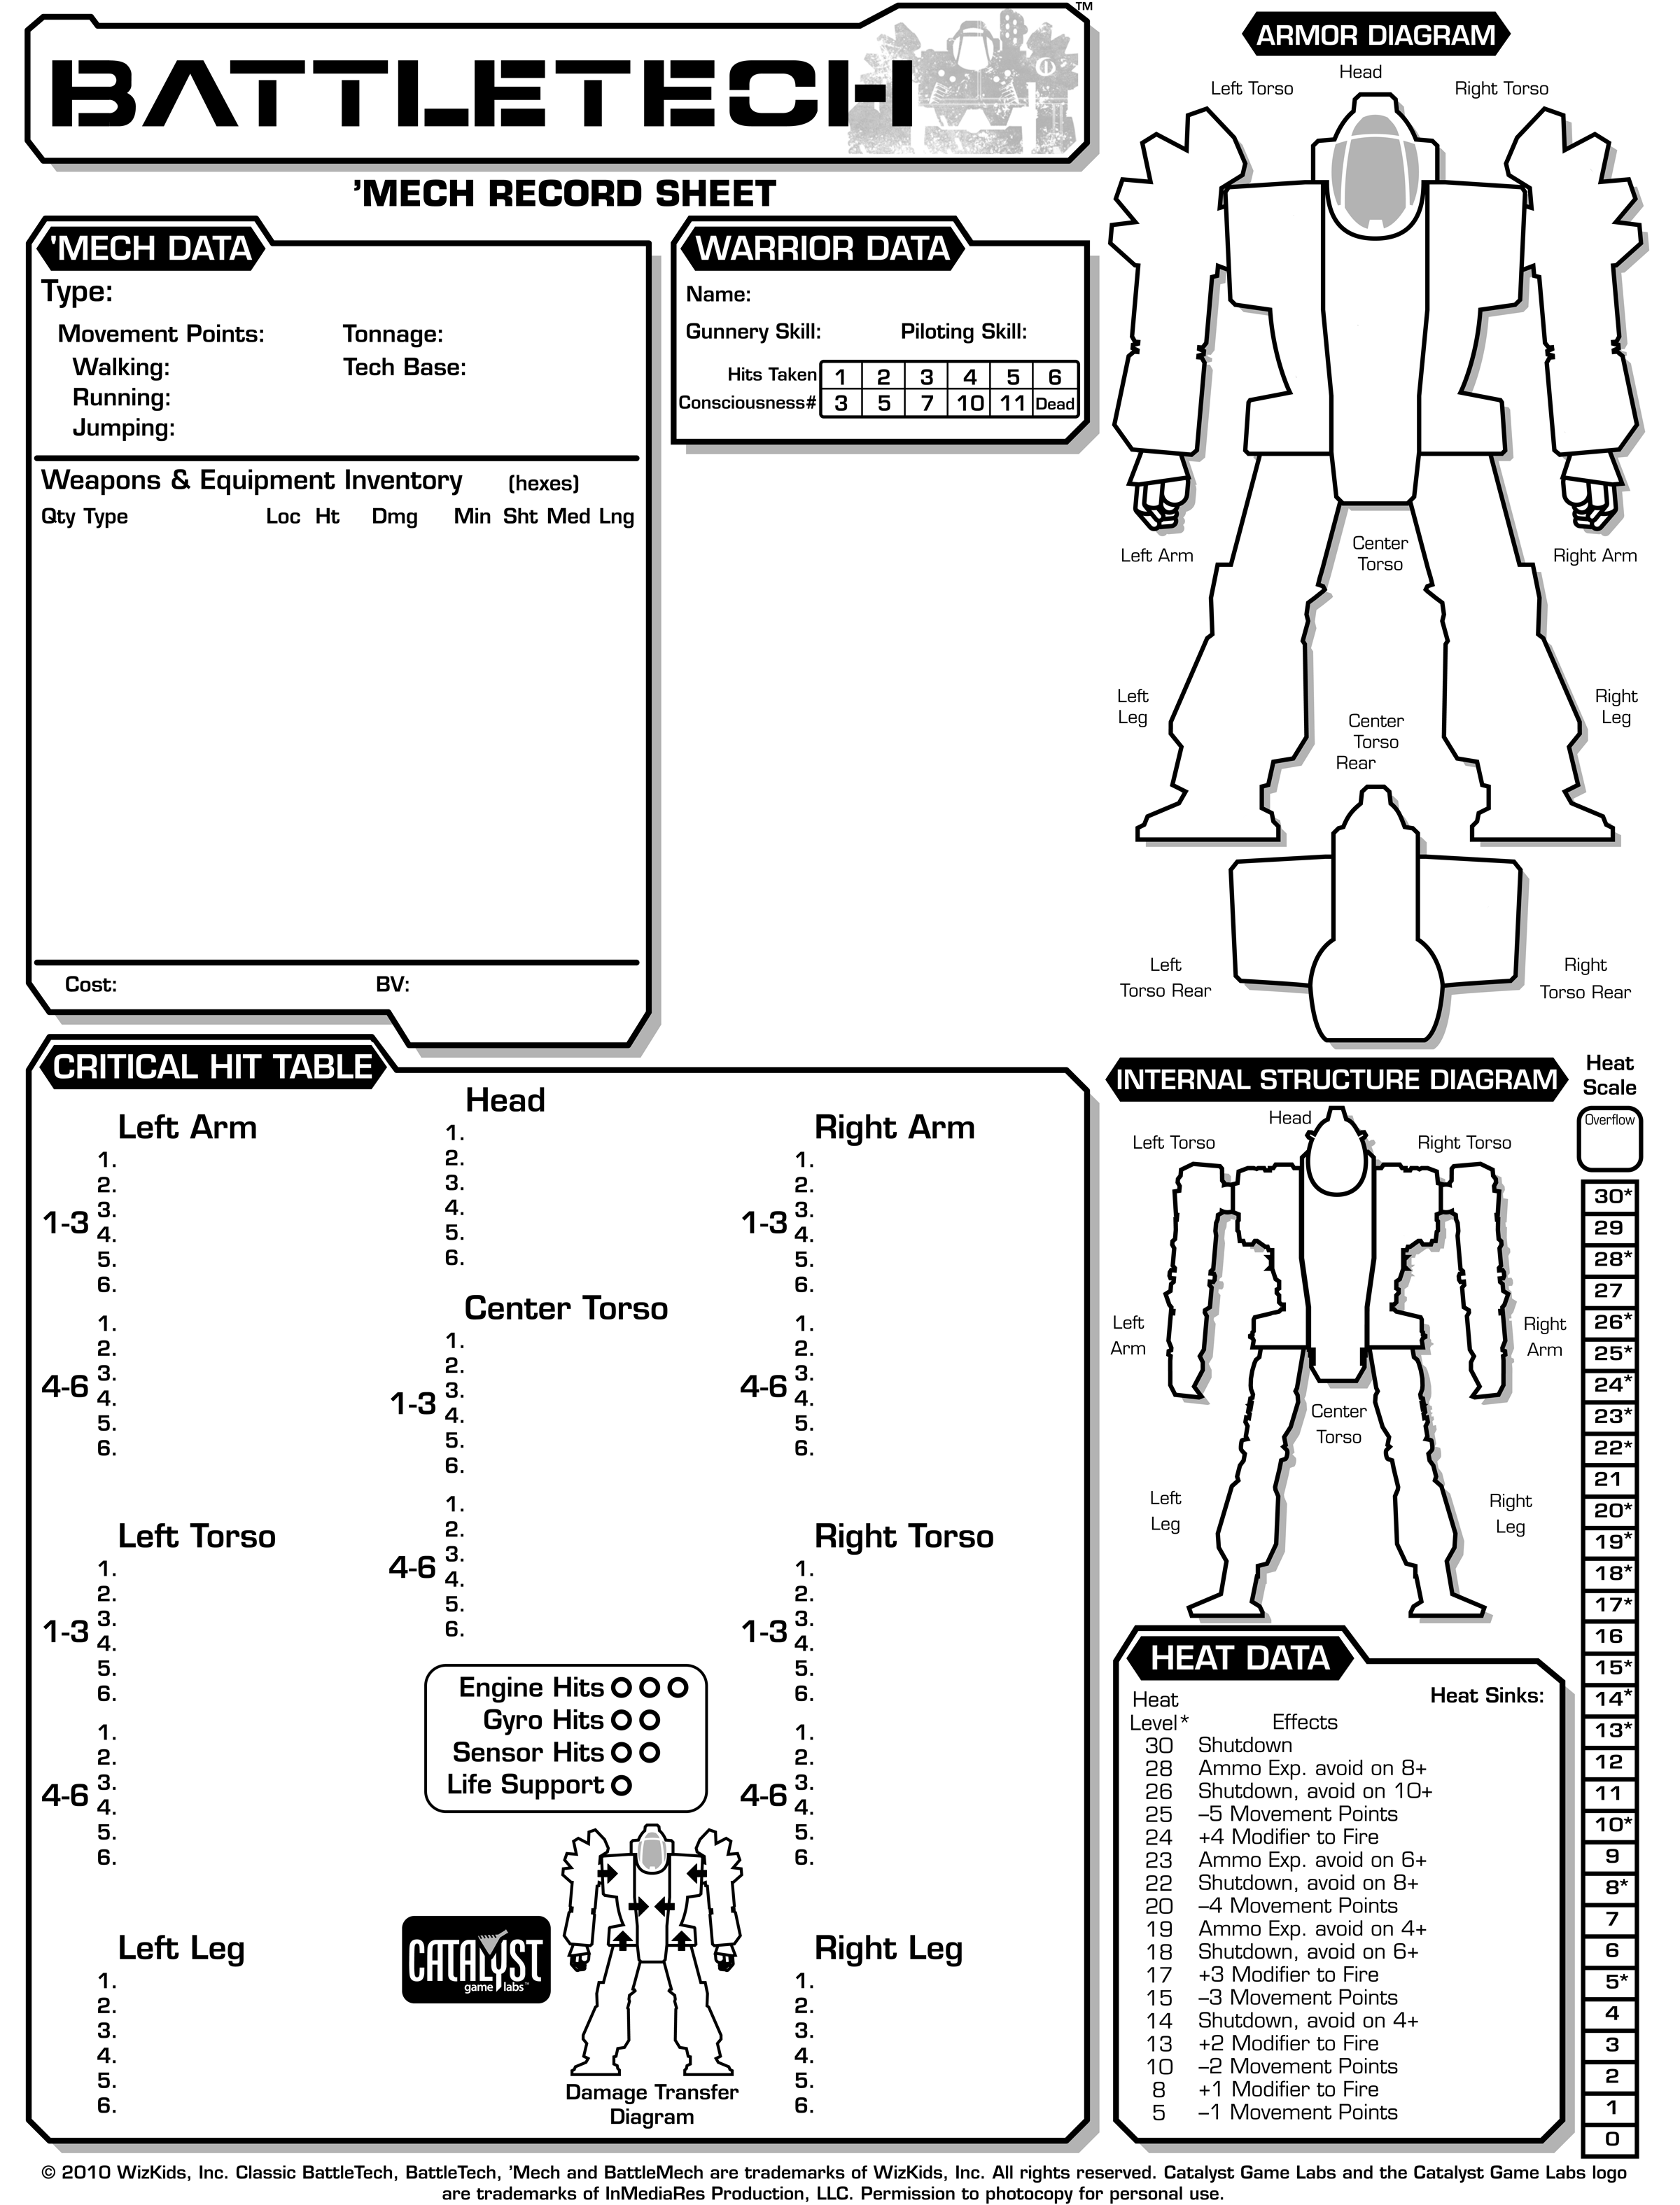 BATTLETECH
TM
'MECH RECORD SHEET
'MECH DATA
Type:
Movement Points: Tonnage:
Walking: Tech Base:
Running:
Jumping:
Weapons & Equipment Inventory (hexes)
Qty Type Loc Ht Dmg Min Sht Med Lng
Cost: BV:
WARRIOR DATA
Name:
Gunnery Skill: Piloting Skill:
Hits Taken 1 2 3 4 5 6
Consciousness# 3 5 7 10 11 Dead
ARMOR DIAGRAM
Head
Left Torso Right Torso
Left Arm
Center
Torso
Right Arm
Left
Leg
Right
Leg
Center
Torso
Rear
Left
Torso Rear
Right
Torso Rear
CRITICAL HIT TABLE
Left Arm
1.
2.
3.
1-3
4.
5.
6.
1.
2.
3.
4-6
4.
5.
6.
Left Torso
1.
2.
3.
1-3
4.
5.
6.
1.
2.
3.
4-6
4.
5.
6.
Left Leg
1.
2.
3.
4.
5.
6.
Head
1.
2.
3.
4.
5.
6.
Center Torso
1.
2.
3.
1-3
4.
5.
6.
1.
2.
3.
4-6
4.
5.
6.
Engine Hits
Gyro Hits
Sensor Hits
Life Support
CATALYST
game labs™
Damage Transfer
Diagram
Right Arm
1.
2.
3.
1-3
4.
5.
6.
1.
2.
3.
4-6
4.
5.
6.
Right Torso
1.
2.
3.
1-3
4.
5.
6.
1.
2.
3.
4-6
4.
5.
6.
Right Leg
1.
2.
3.
4.
5.
6.
INTERNAL STRUCTURE DIAGRAM
Head
Left Torso Right Torso
Left
Arm
Right
Arm
Center
Torso
Left
Leg
Right
Leg
HEAT DATA
Heat Sinks:
Heat
Level* Effects
30 Shutdown
28 Ammo Exp. avoid on 8+
26 Shutdown, avoid on 10+
25 –5 Movement Points
24 +4 Modifier to Fire
23 Ammo Exp. avoid on 6+
22 Shutdown, avoid on 8+
20 –4 Movement Points
19 Ammo Exp. avoid on 4+
18 Shutdown, avoid on 6+
17 +3 Modifier to Fire
15 –3 Movement Points
14 Shutdown, avoid on 4+
13 +2 Modifier to Fire
10 –2 Movement Points
8 +1 Modifier to Fire
5 –1 Movement Points
Heat
Scale
Overflow
30*
29
28*
27
26*
25*
24*
23*
22*
21
20*
19*
18*
17*
16
15*
14*
13*
12
11
10*
9
8*
7
6
5*
4
3
2
1
0
© 2010 WizKids, Inc. Classic BattleTech, BattleTech, 'Mech and BattleMech are trademarks of WizKids, Inc. All rights reserved. Catalyst Game Labs and the Catalyst Game Labs logo
are trademarks of InMediaRes Production, LLC. Permission to photocopy for personal use.